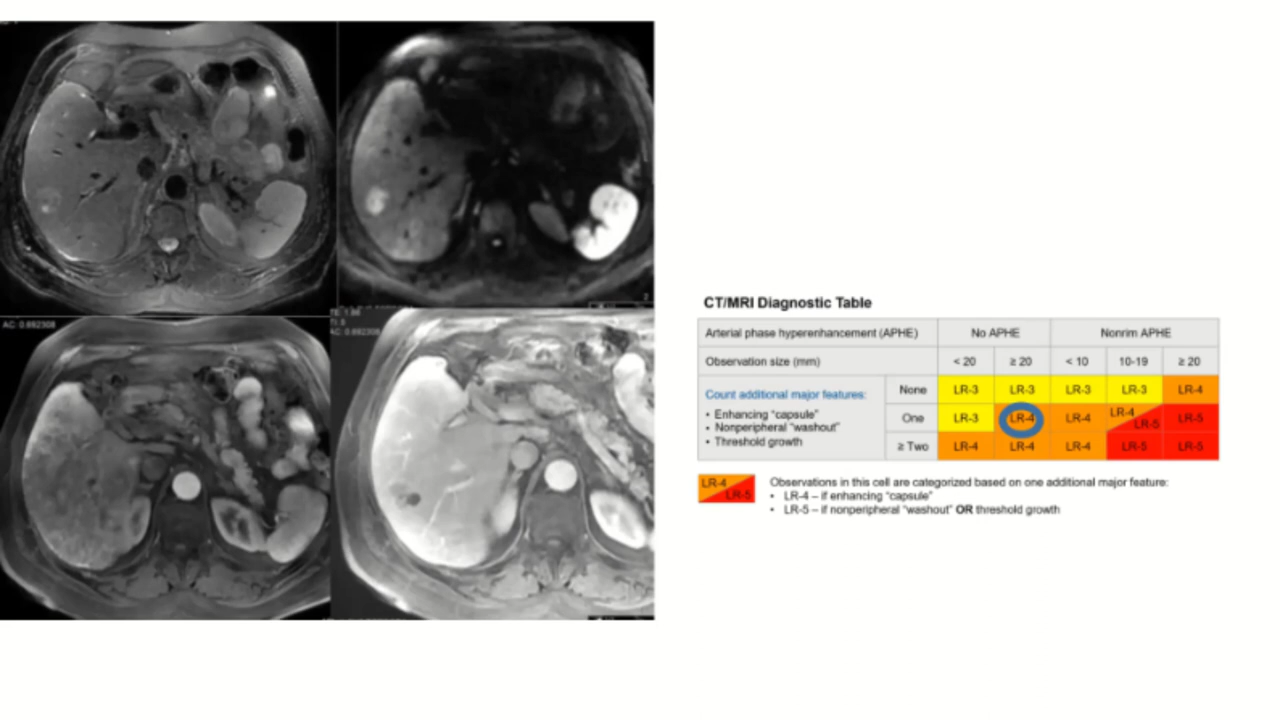 AC: 0.692308
TE: 1.66
AC: 0.692308
2
CT/MRI Diagnostic Table
Arterial phase hyperenhancement (APHE) No APHE Nonrim APHE
Observation size (mm) < 20 ≥ 20 < 10 10-19 ≥ 20
Count additional major features:
• Enhancing “capsule”
• Nonperipheral “washout”
• Threshold growth
None LR-3 LR-3 LR-3 LR-3 LR-4
One LR-3 LR-4 LR-4 LR-4 LR-5 LR-5
≥ Two LR-4 LR-4 LR-4 LR-5 LR-5
LR-4
LR-5
Observations in this cell are categorized based on one additional major feature:
• LR-4 – if enhancing “capsule”
• LR-5 – if nonperipheral “washout” OR threshold growth